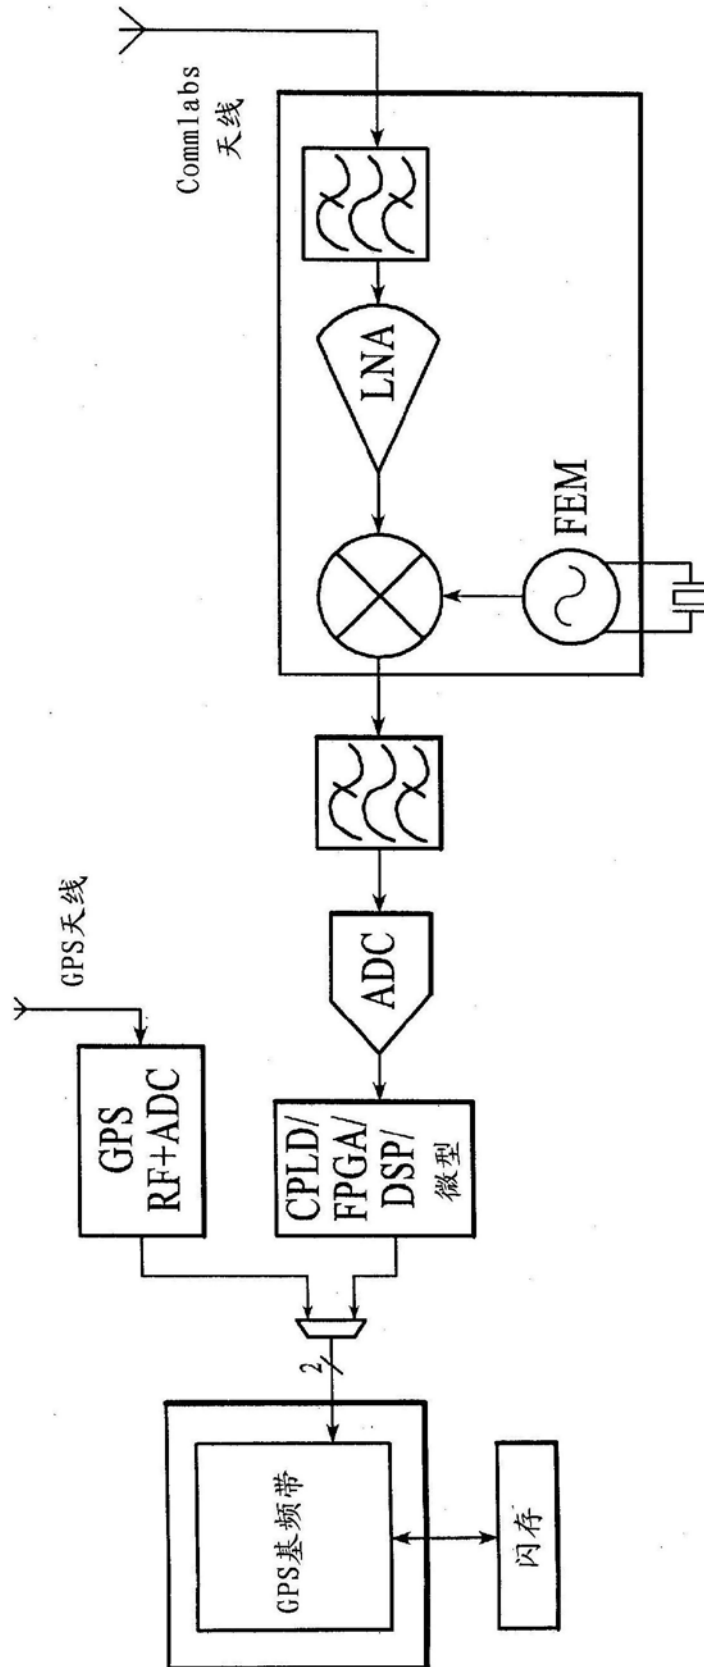 Commlabs
天线
LNA
FEM
GPS天线
ADC
GPS
RF+ADC
CPLD/
FPGA/
DSP/
微型
2
GPS基频带
闪存